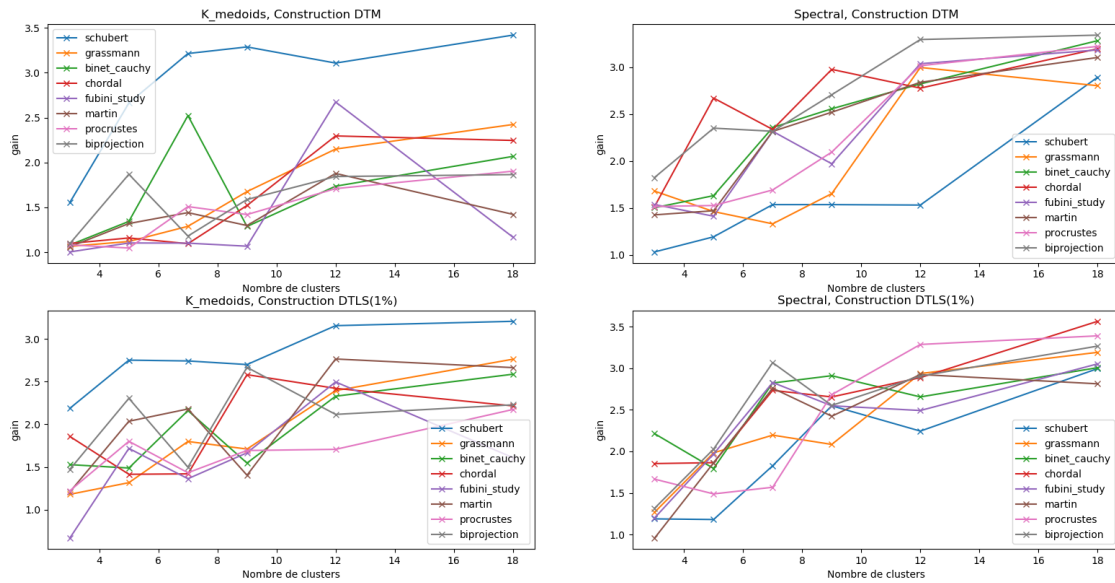 K_medoids, Construction DTM
3.5
3.0
2.5
2.0
1.5
1.0
gain
schubert
grassmann
binet_cauchy
chordal
fubini_study
martin
procrustes
biprojection
4
6
8
10
12
14
16
18
Nombre de clusters
Spectral, Construction DTM
3.0
2.5
2.0
1.5
1.0
gain
schubert
grassmann
binet_cauchy
chordal
fubini_study
martin
procrustes
biprojection
4
6
8
10
12
14
16
18
Nombre de clusters
K_medoids, Construction DTLS(1%)
3.0
2.5
2.0
1.5
1.0
gain
schubert
grassmann
binet_cauchy
chordal
fubini_study
martin
procrustes
biprojection
4
6
8
10
12
14
16
18
Nombre de clusters
Spectral, Construction DTLS(1%)
3.5
3.0
2.5
2.0
1.5
1.0
gain
schubert
grassmann
binet_cauchy
chordal
fubini_study
martin
procrustes
biprojection
4
6
8
10
12
14
16
18
Nombre de clusters